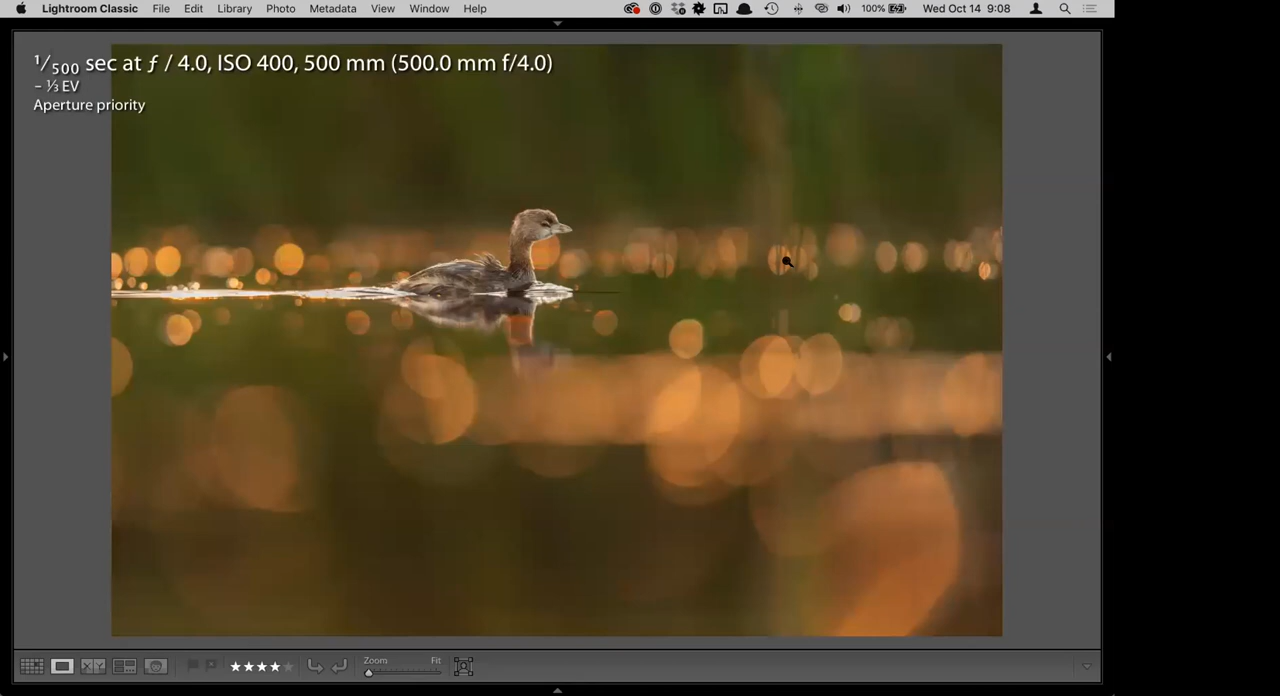 Lightroom Classic File Edit Library Photo Metadata View Window Help 100% Wed Oct 14 9:08
1/500 sec at ƒ / 4.0, ISO 400, 500 mm (500.0 mm f/4.0)
– ⅓ EV
Aperture priority
Zoom Fit